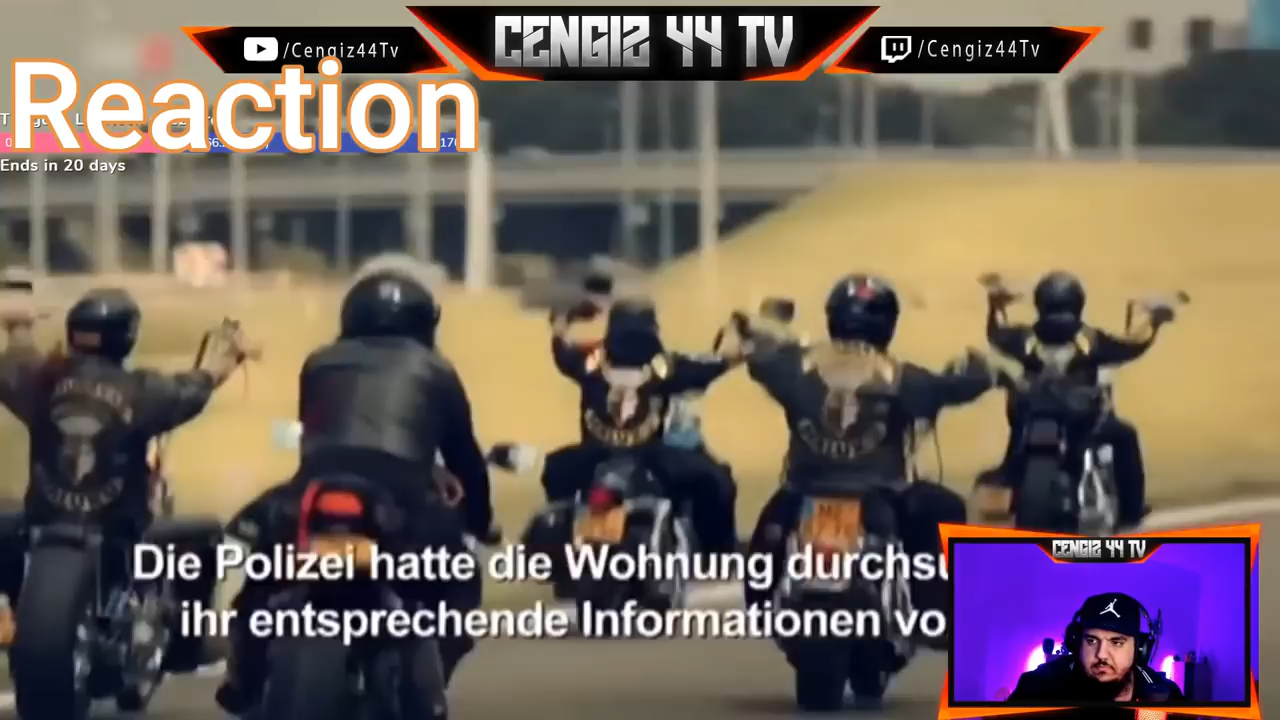 CENGIZ 44 TV
/Cengiz44Tv
/Cengiz44Tv
Reaction
Ends in 20 days
Die Polizei hatte die Wohnung durchsu
ihr entsprechende Informationen vo
CENGIZ 44 TV